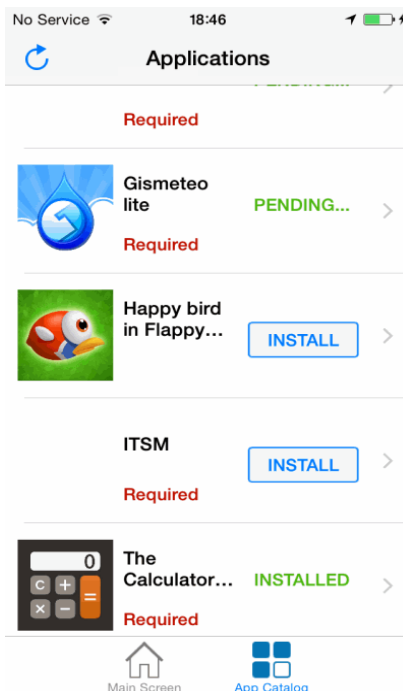 No Service 18:46
Applications
PENDING...
Required
Gismeteo
lite
PENDING...
Required
Happy bird
in Flappy...
INSTALL
ITSM
INSTALL
Required
0
C + = × −
The
Calculator...
INSTALLED
Required
Main Screen
App Catalog